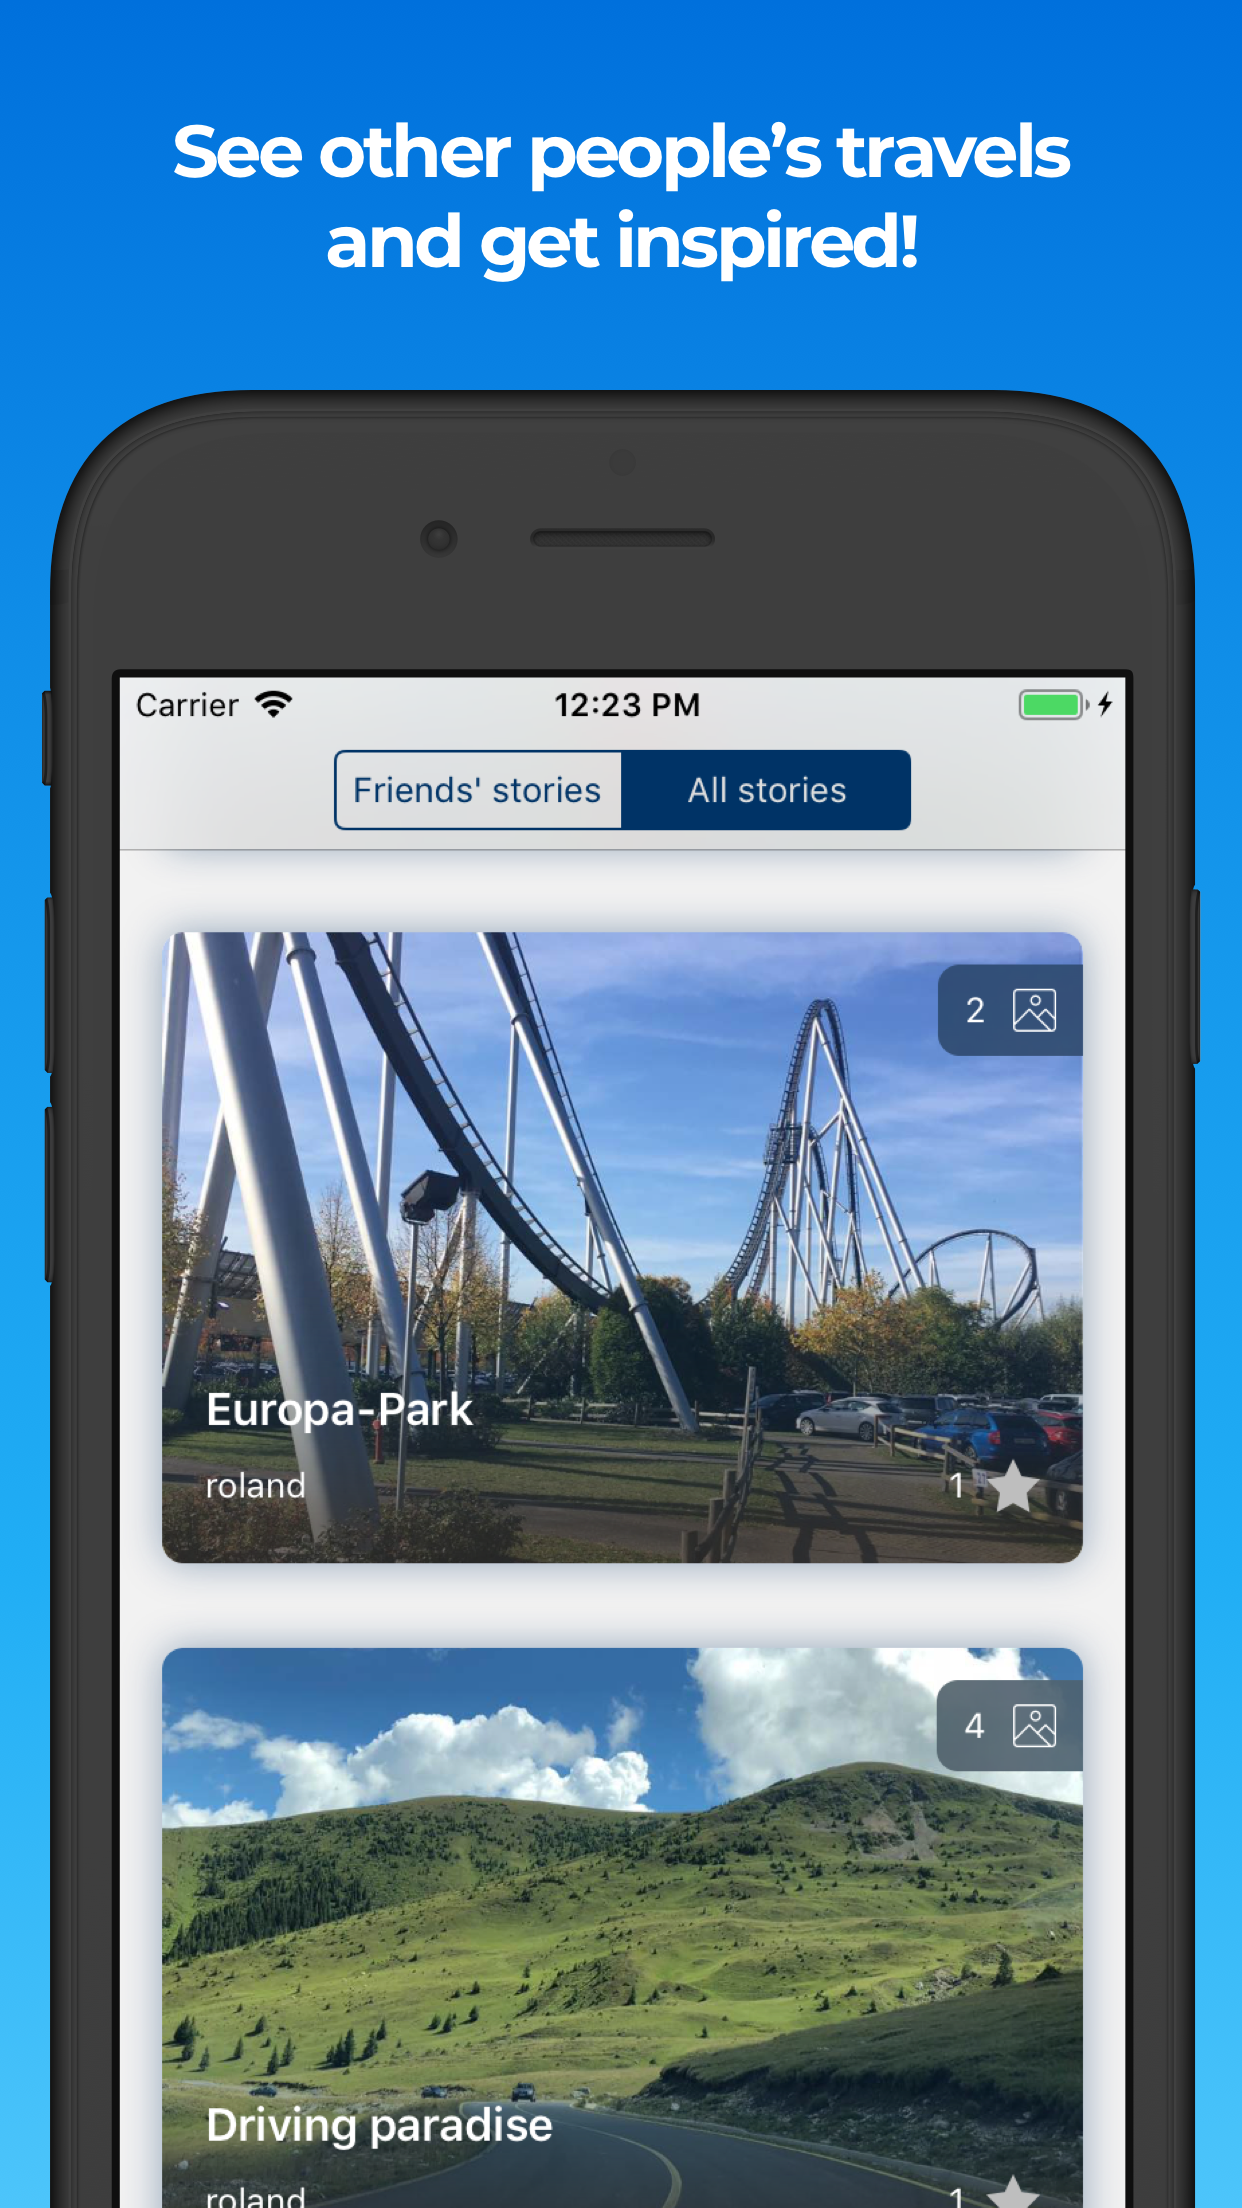 See other people’s travels
and get inspired!
Carrier 12:23 PM
Friends' stories All stories
2
Europa-Park
roland 1
4
Driving paradise
roland 1